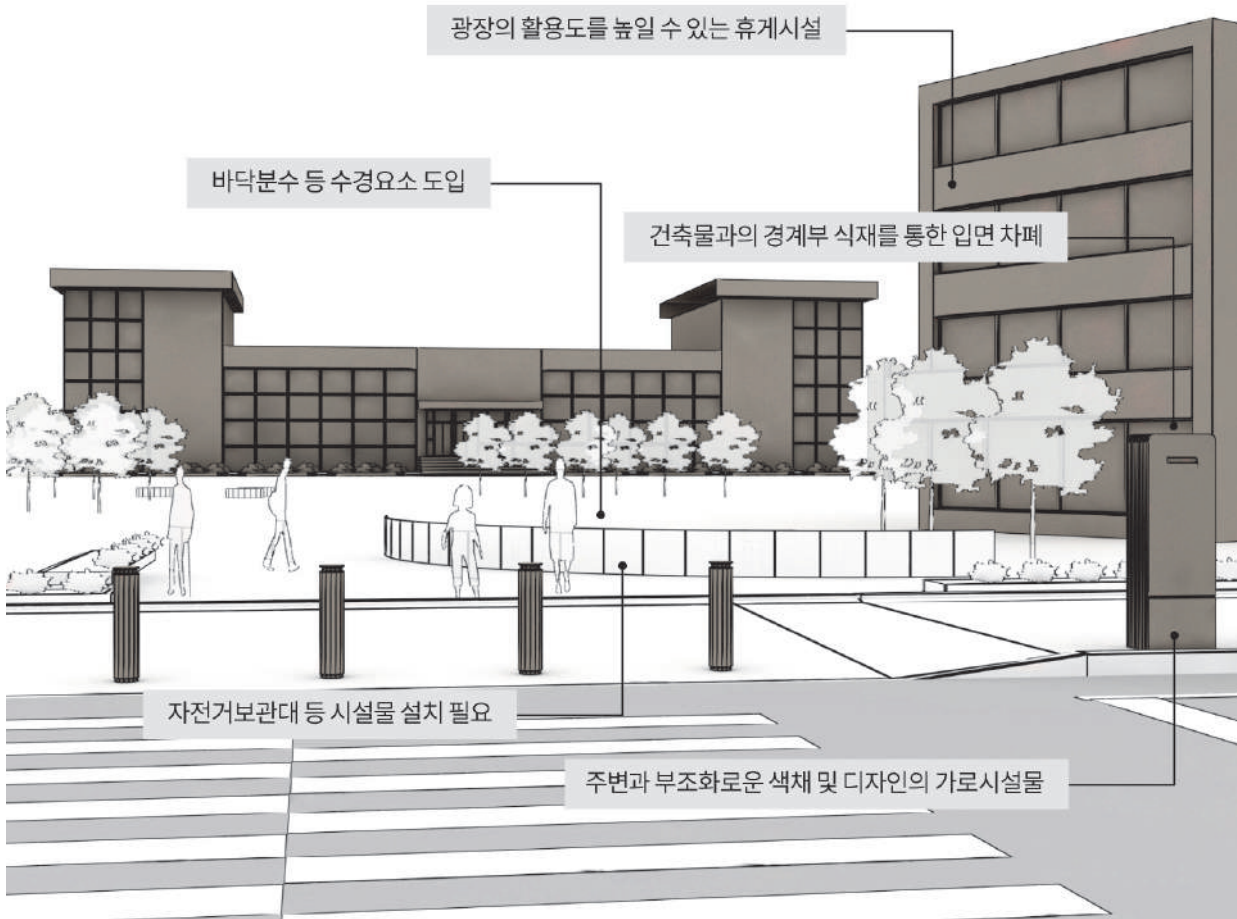 광장의 활용도를 높일 수 있는 휴게시설
바닥분수 등 수경요소 도입
건축물과의 경계부 식재를 통한 입면 차폐
자전거보관대 등 시설물 설치 필요
주변과 부조화로운 색채 및 디자인의 가로시설물